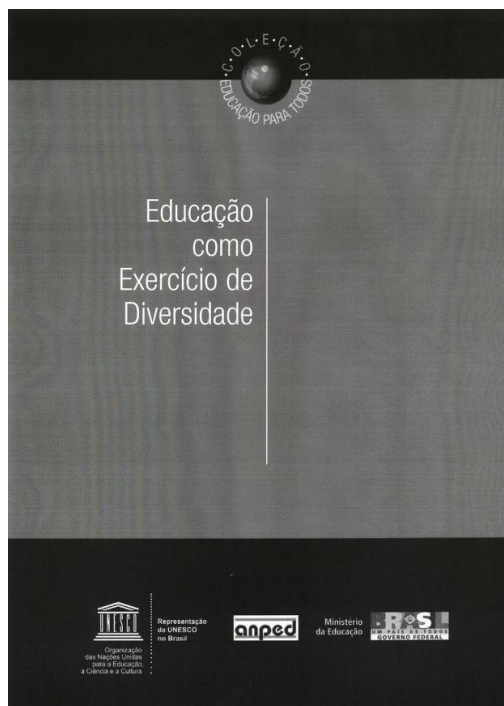 COLEÇÃO
EDUCAÇÃO PARA TODOS
Educação
como
Exercício de
Diversidade
UNESCO
Organização
das Nações Unidas
para a Educação,
a Ciência e a Cultura
Representação
da UNESCO
no Brasil
anped
Ministério
da Educação
BRASIL
UM PAÍS DE TODOS
GOVERNO FEDERAL